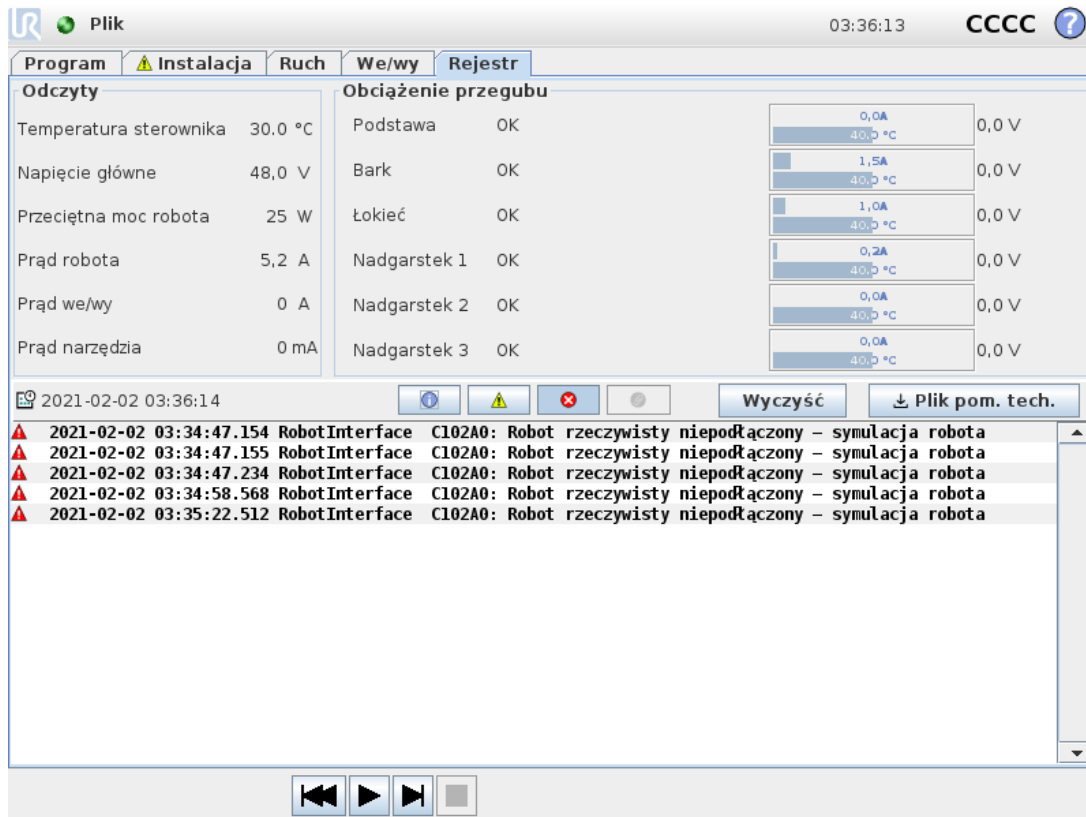 UR Plik 03:36:13 CCCC ?
Program Instalacja Ruch We/wy Rejestr
Odczyty
Temperatura sterownika 30.0 °C
Napięcie główne 48,0 V
Przeciętna moc robota 25 W
Prąd robota 5,2 A
Prąd we/wy 0 A
Prąd narzędzia 0 mA
Obciążenie przegubu
Podstawa OK 0,0A 40,0 °C 0,0 V
Bark OK 1,5A 40,0 °C 0,0 V
Łokieć OK 1,0A 40,0 °C 0,0 V
Nadgarstek 1 OK 0,2A 40,0 °C 0,0 V
Nadgarstek 2 OK 0,0A 40,0 °C 0,0 V
Nadgarstek 3 OK 0,0A 40,0 °C 0,0 V
2021-02-02 03:36:14 Wyczyść Plik pom. tech.
2021-02-02 03:34:47.154 RobotInterface C102A0: Robot rzeczywisty niepodłączony – symulacja robota
2021-02-02 03:34:47.155 RobotInterface C102A0: Robot rzeczywisty niepodłączony – symulacja robota
2021-02-02 03:34:47.234 RobotInterface C102A0: Robot rzeczywisty niepodłączony – symulacja robota
2021-02-02 03:34:58.568 RobotInterface C102A0: Robot rzeczywisty niepodłączony – symulacja robota
2021-02-02 03:35:22.512 RobotInterface C102A0: Robot rzeczywisty niepodłączony – symulacja robota